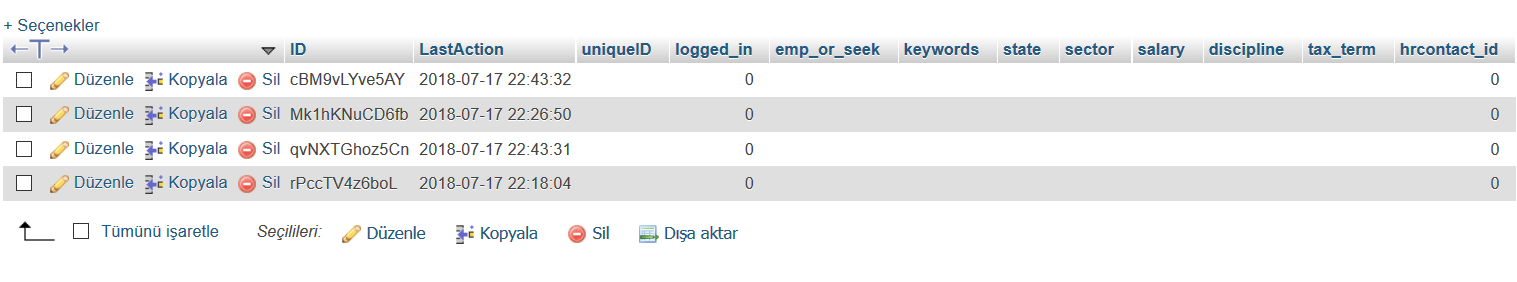 + Seçenekler
ID LastAction uniqueID logged_in emp_or_seek keywords state sector salary discipline tax_term hrcontact_id
Düzenle Kopyala Sil cBM9vLYve5AY 2018-07-17 22:43:32 0 0
Düzenle Kopyala Sil Mk1hKNuCD6fb 2018-07-17 22:26:50 0 0
Düzenle Kopyala Sil qvNXTGhoz5Cn 2018-07-17 22:43:31 0 0
Düzenle Kopyala Sil rPccTV4z6boL 2018-07-17 22:18:04 0 0
Tümünü işaretle Seçilileri: Düzenle Kopyala Sil Dışa aktar